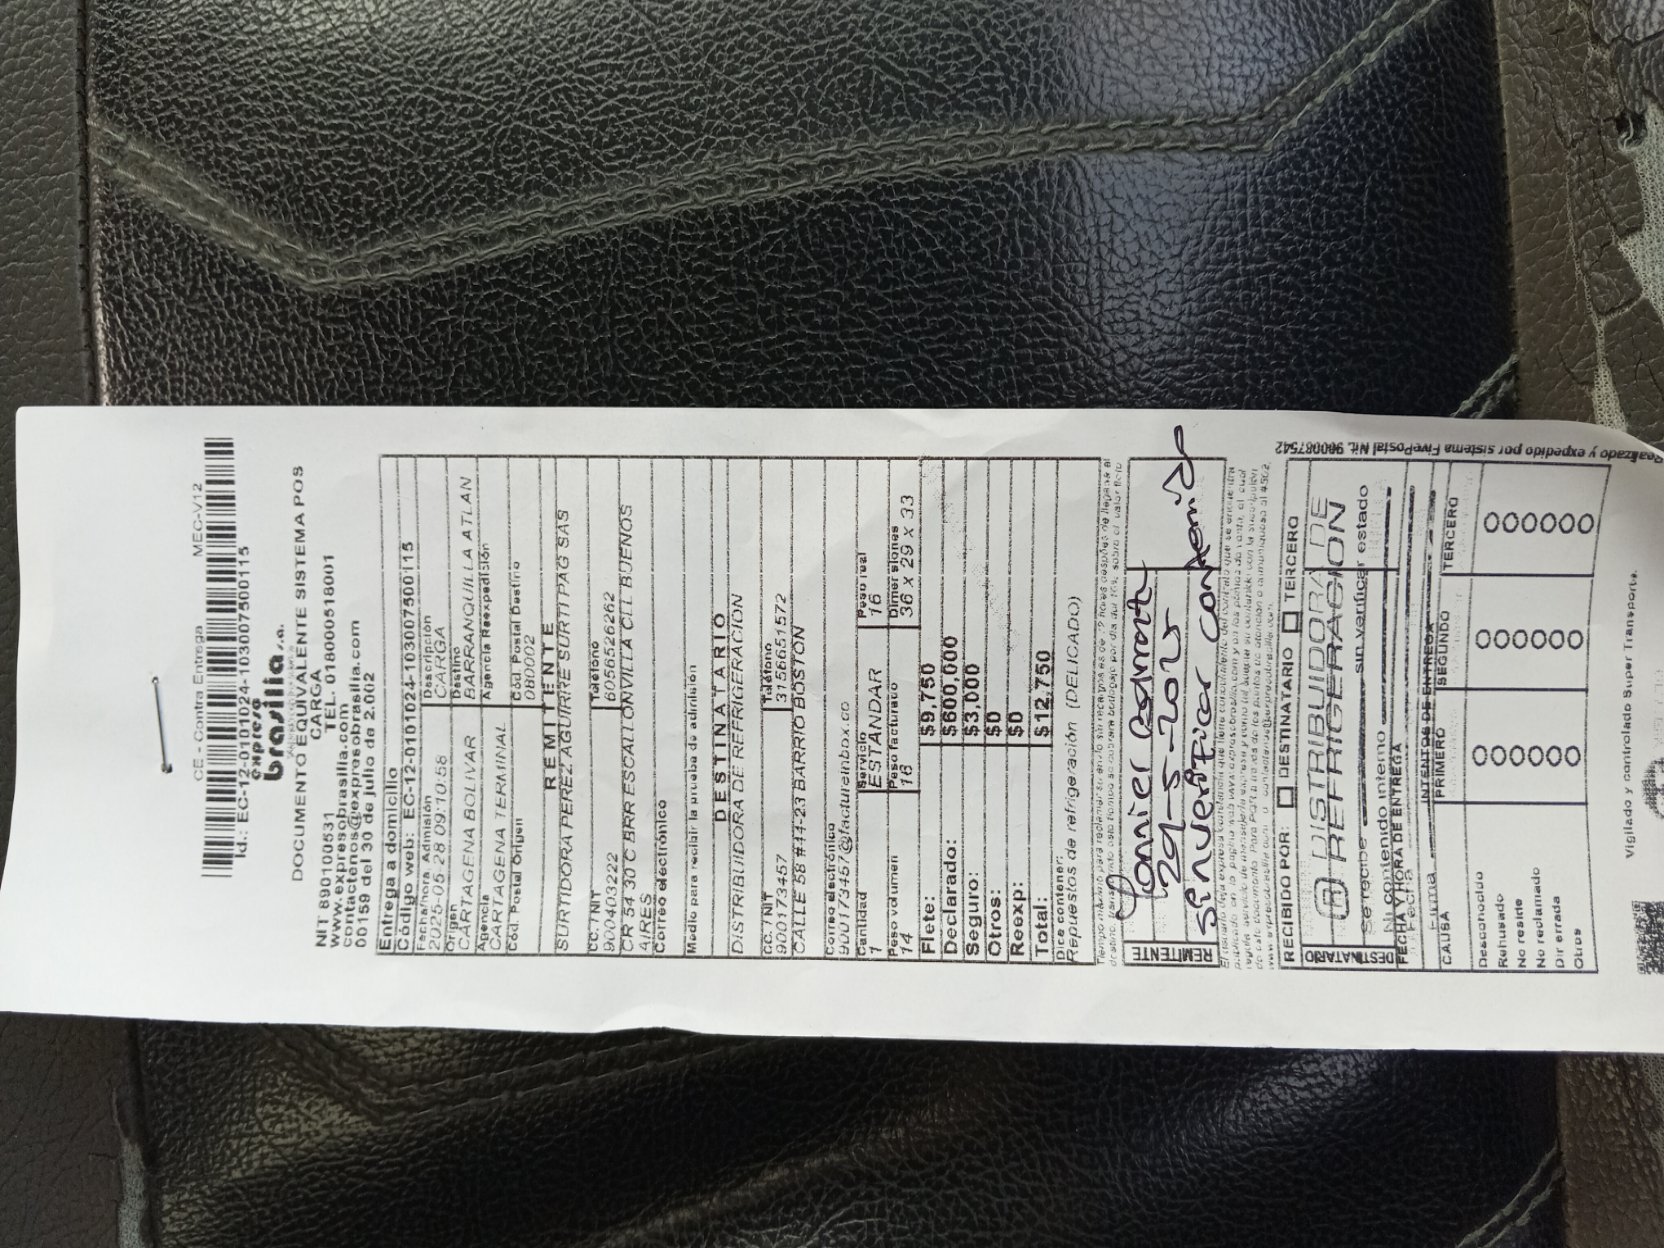 CE - Contra Entrega MEC-V12
Id.: EC-12-0101024-1030075001115
expreso
brasilia s.a.
DOCUMENTO EQUIVALENTE SISTEMA POS
CARGA
NIT 890100531 TEL. 018000518001
www.expresobrasilia.com
contactenos@expresobrasilia.com
00159 del 30 de julio de 2.002
Entrega a domicilio
Código web: EC-12-0101024-1030075001115
Fecha/hora Admisión Descripción
2025-05-28 09:10:58 CARGA
Origen Destino
CARTAGENA BOLIVAR BARRANQUILLA ATLAN
Agencia Agencia Reexpedición
CARTAGENA TERMINAL
Cód. Postal Origen Cód. Postal Destino
080002
REMITENTE
SURTIDORA PEREZ AGUIRRE SURTI PAG SAS
CC. / NIT Teléfono
900403222 6056526262
CR 54 30 C BRR ESCALLONVILLA CLL BUENOS
AIRES
Correo electrónico
Medio para recibir la prueba de admisión
DESTINATARIO
DISTRIBUIDORA DE REFRIGERACION
CC. / NIT Teléfono
900173457 3156651572
CALLE 58 #44-23 BARRIO BOSTON
Correo electrónico
900173457@factureinbox.co
Cantidad Servicio Peso real
1 ESTANDAR 16
Peso volumen Peso facturado Dimensiones
14 16 36 x 29 x 33
Flete: $9,750
Declarado: $600,000
Seguro: $3,000
Otros: $0
Reexp: $0
Total: $12,750
Dice contener:
Repuestos de refrigeración (DELICADO)
REMITENTE
29-5-2025
sin verificar contenido
RECIBIDO POR: DESTINATARIO TERCERO
DESTINATARIO
DISTRIBUIDORA DE
REFRIGERACION
Se recibe sin verificar estado
Ni contenido interno
FECHA Y HORA DE ENTREGA
Fecha
Firma
INTENTOS DE ENTREGA
CAUSA PRIMERO SEGUNDO TERCERO
Desconocido
Rehusado
No reside
No reclamado
Dir errada
Otros
Realizado y expedido por sistema FivePostal Nit. 900087542
Vigilado y controlado Super Transporte.